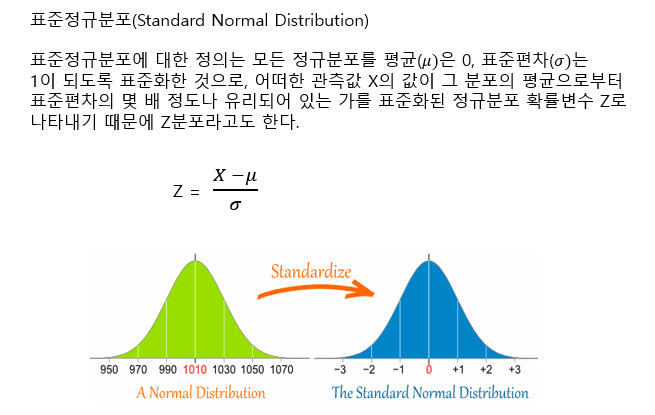 표준정규분포(Standard Normal Distribution)
표준정규분포에 대한 정의는 모든 정규분포를 평균(μ)은 0, 표준편차(σ)는
1이 되도록 표준화한 것으로, 어떠한 관측값 X의 값이 그 분포의 평균으로부터
표준편차의 몇 배 정도나 유리되어 있는 가를 표준화된 정규분포 확률변수 Z로
나타내기 때문에 Z분포라고도 한다.
X − μ
Z =
σ
Standardize
950 970 990 1010 1030 1050 1070
-3 -2 -1 0 +1 +2 +3
A Normal Distribution
The Standard Normal Distribution